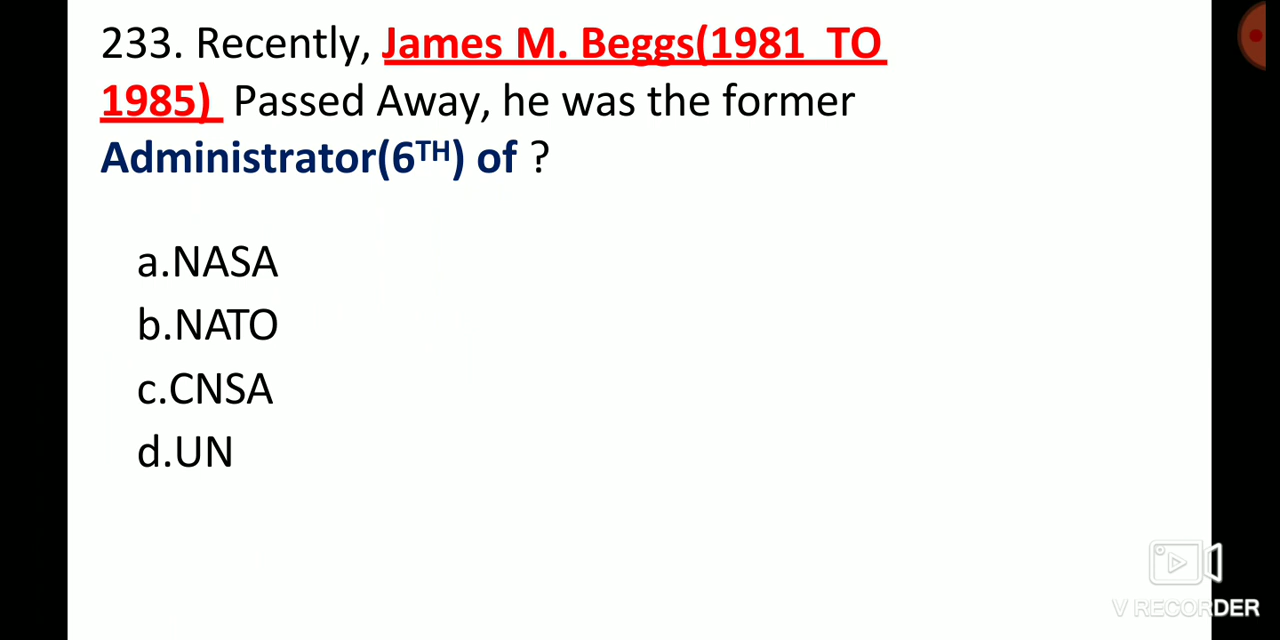 233. Recently, James M. Beggs(1981 TO
1985) Passed Away, he was the former
Administrator(6TH) of ?
a.NASA
b.NATO
c.CNSA
d.UN
V RECORDER